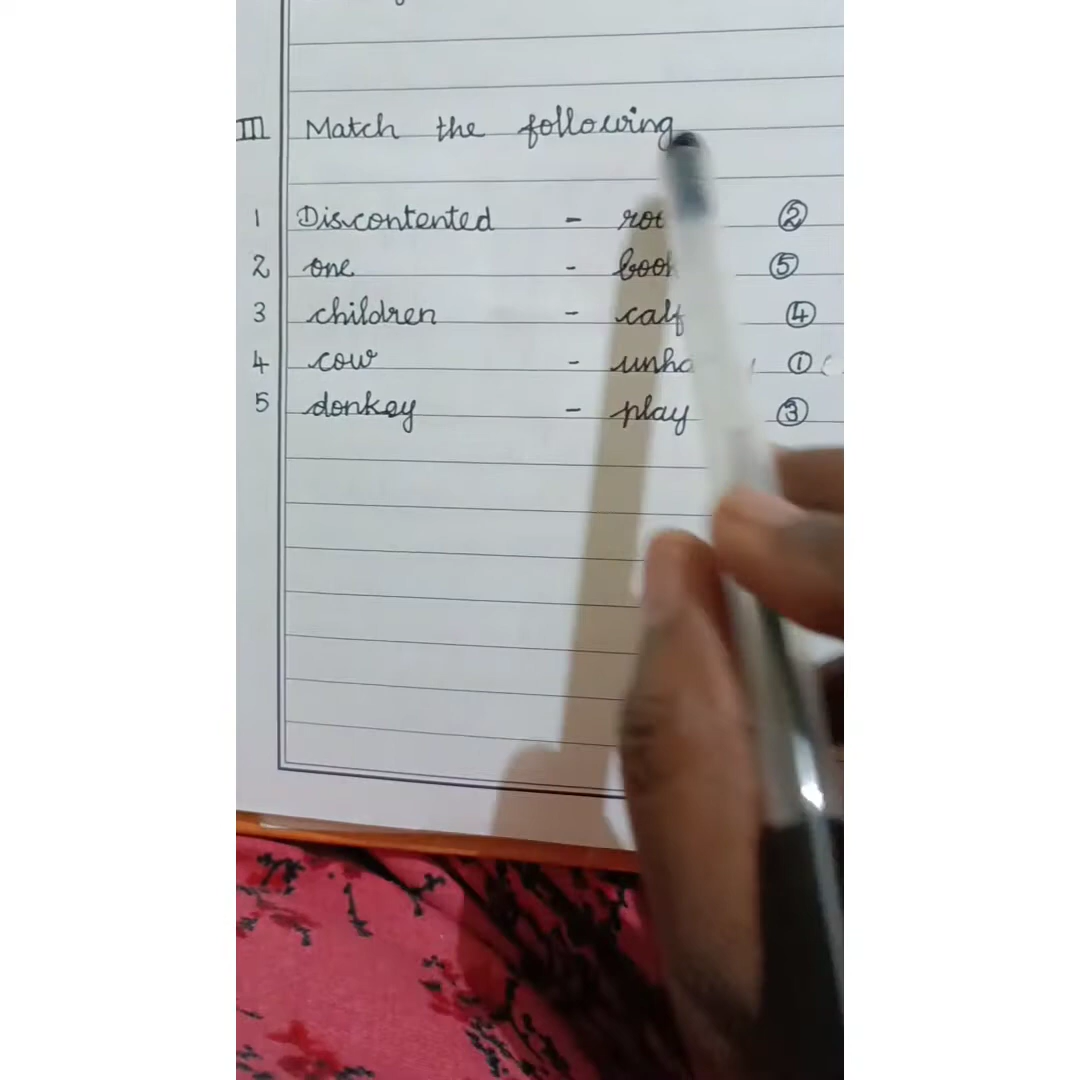 III Match the following
1 Discontented - ②
2 one - ⑤
3 children - calf ④
4 cow - ①
5 donkey - play ③